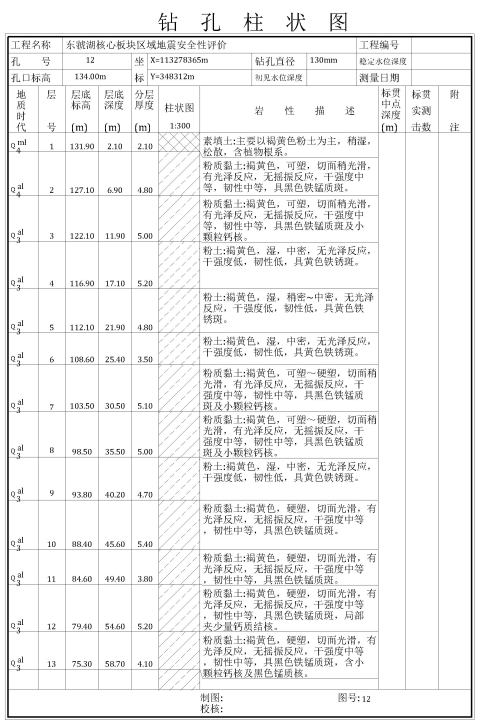 钻 孔 柱 状 图
工程名称 东虢湖核心板块区域地震安全性评价 工程编号
孔 号 12 坐 X=113278365m 钻孔直径 130mm 稳定水位深度
孔口标高 134.00m 标 Y=348312m 初见水位深度 测量日期
地质时代 层号 层底标高(m) 层底深度(m) 分层厚度(m) 柱状图 1:300 岩 性 描 述 标贯中点深度(m) 标贯实测击数 附注
Q4ml 1 131.90 2.10 2.10 素填土:主要以褐黄色粉土为主，稍湿，
松散，含植物根系。
Q4al 2 127.10 6.90 4.80 粉质黏土:褐黄色，可塑，切面稍光滑，
有光泽反应，无摇振反应，干强度中
等，韧性中等，具黑色铁锰质斑。
Q3al 3 122.10 11.90 5.00 粉质黏土:褐黄色，可塑，切面稍光滑，
有光泽反应，无摇振反应，干强度中
等，韧性中等，具黑色铁锰质斑及小
颗粒钙核。
Q3al 4 116.90 17.10 5.20 粉土:褐黄色，湿，中密，无光泽反应，
干强度低，韧性低，具黄色铁锈斑。
Q3al 5 112.10 21.90 4.80 粉土:褐黄色，湿，稍密~中密，无光泽
反应，干强度低，韧性低，具黄色铁
锈斑。
Q3al 6 108.60 25.40 3.50 粉土:褐黄色，湿，中密，无光泽反应，
干强度低，韧性低，具黄色铁锈斑。
Q3al 7 103.50 30.50 5.10 粉质黏土:褐黄色，可塑～硬塑，切面稍
光滑，有光泽反应，无摇振反应，干
强度中等，韧性中等，具黑色铁锰质
斑及小颗粒钙核。
Q3al 8 98.50 35.50 5.00 粉质黏土:褐黄色，可塑～硬塑，切面稍
光滑，有光泽反应，无摇振反应，干
强度中等，韧性中等，具黑色铁锰质
斑及小颗粒钙核。
Q3al 9 93.80 40.20 4.70 粉土:褐黄色，湿，中密，无光泽反应，
干强度低，韧性低，具黄色铁锈斑。
Q3al 10 88.40 45.60 5.40 粉质黏土:褐黄色，硬塑，切面光滑，有
光泽反应，无摇振反应，干强度中等
，韧性中等，具黑色铁锰质斑。
Q3al 11 84.60 49.40 3.80 粉质黏土:褐黄色，硬塑，切面光滑，有
光泽反应，无摇振反应，干强度中等
，韧性中等，具黑色铁锰质斑。
Q3al 12 79.40 54.60 5.20 粉质黏土:褐黄色，硬塑，切面光滑，有
光泽反应，无摇振反应，干强度中等
，韧性中等，具黑色铁锰质斑，局部
夹少量钙质结核。
Q3al 13 75.30 58.70 4.10 粉质黏土:褐黄色，硬塑，切面光滑，有
光泽反应，无摇振反应，干强度中等
，韧性中等，具黑色铁锰质斑，含小
颗粒钙核及黑色锰质核。
制图: 图号:12
校核: